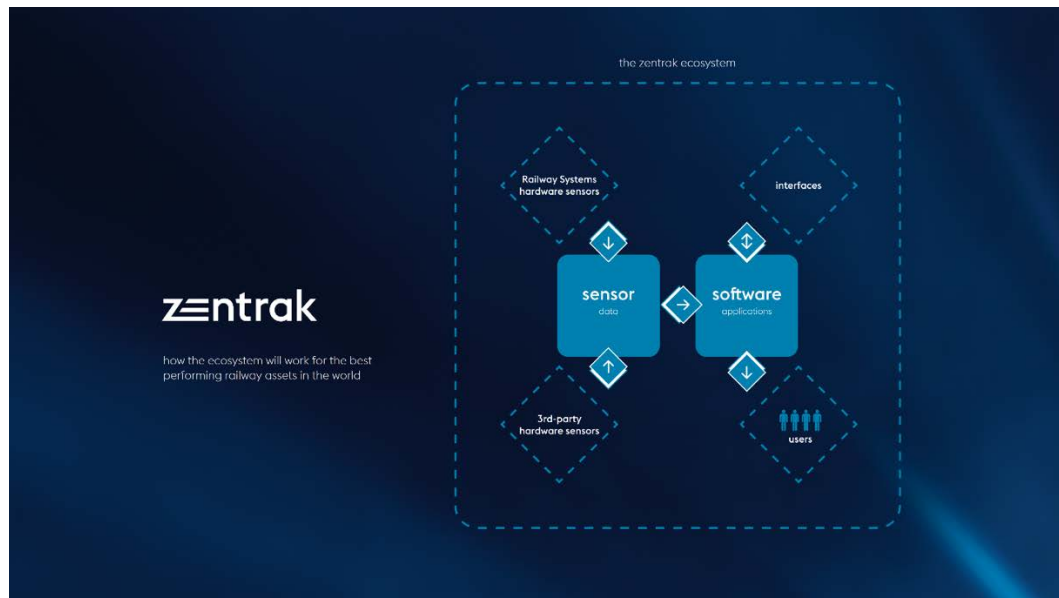 the zentrak ecosystem
Railway Systems
hardware sensors
interfaces
sensor
data
software
applications
zentrak
how the ecosystem will work for the best
performing railway assets in the world
3rd-party
hardware sensors
users